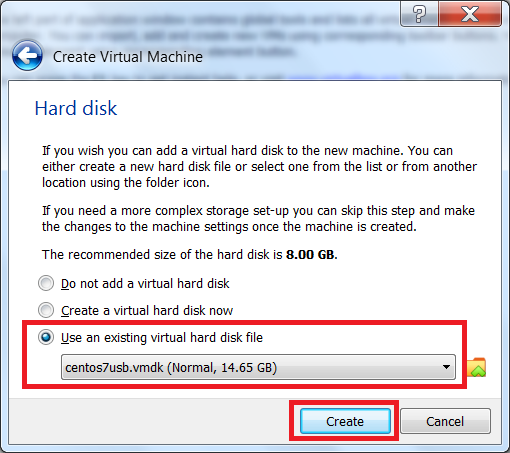 ?
X
Create Virtual Machine
Hard disk
If you wish you can add a virtual hard disk to the new machine. You can
either create a new hard disk file or select one from the list or from another
location using the folder icon.
If you need a more complex storage set-up you can skip this step and make
the changes to the machine settings once the machine is created.
The recommended size of the hard disk is 8.00 GB.
Do not add a virtual hard disk
Create a virtual hard disk now
Use an existing virtual hard disk file
centos7usb.vmdk (Normal, 14.65 GB)
Create
Cancel